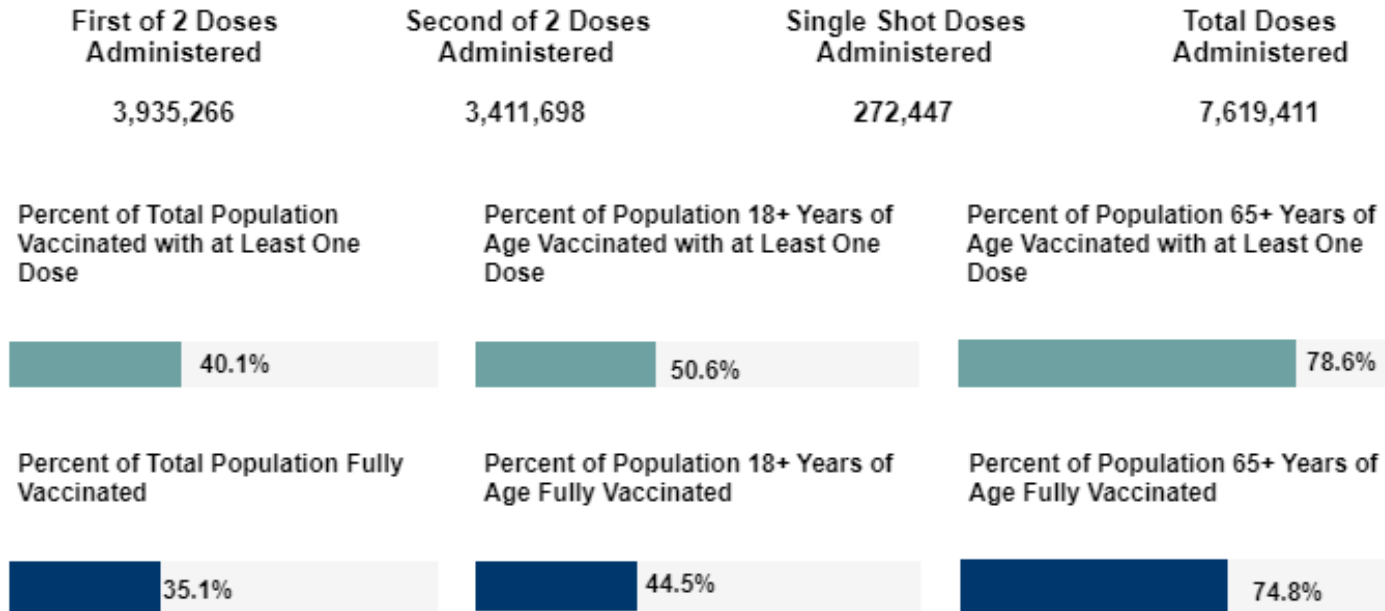 First of 2 Doses
Administered
Second of 2 Doses
Administered
Single Shot Doses
Administered
Total Doses
Administered
3,935,266
3,411,698
272,447
7,619,411
Percent of Total Population
Vaccinated with at Least One
Dose
Percent of Population 18+ Years of
Age Vaccinated with at Least One
Dose
Percent of Population 65+ Years of
Age Vaccinated with at Least One
Dose
40.1%
50.6%
78.6%
Percent of Total Population Fully
Vaccinated
Percent of Population 18+ Years of
Age Fully Vaccinated
Percent of Population 65+ Years of
Age Fully Vaccinated
35.1%
44.5%
74.8%